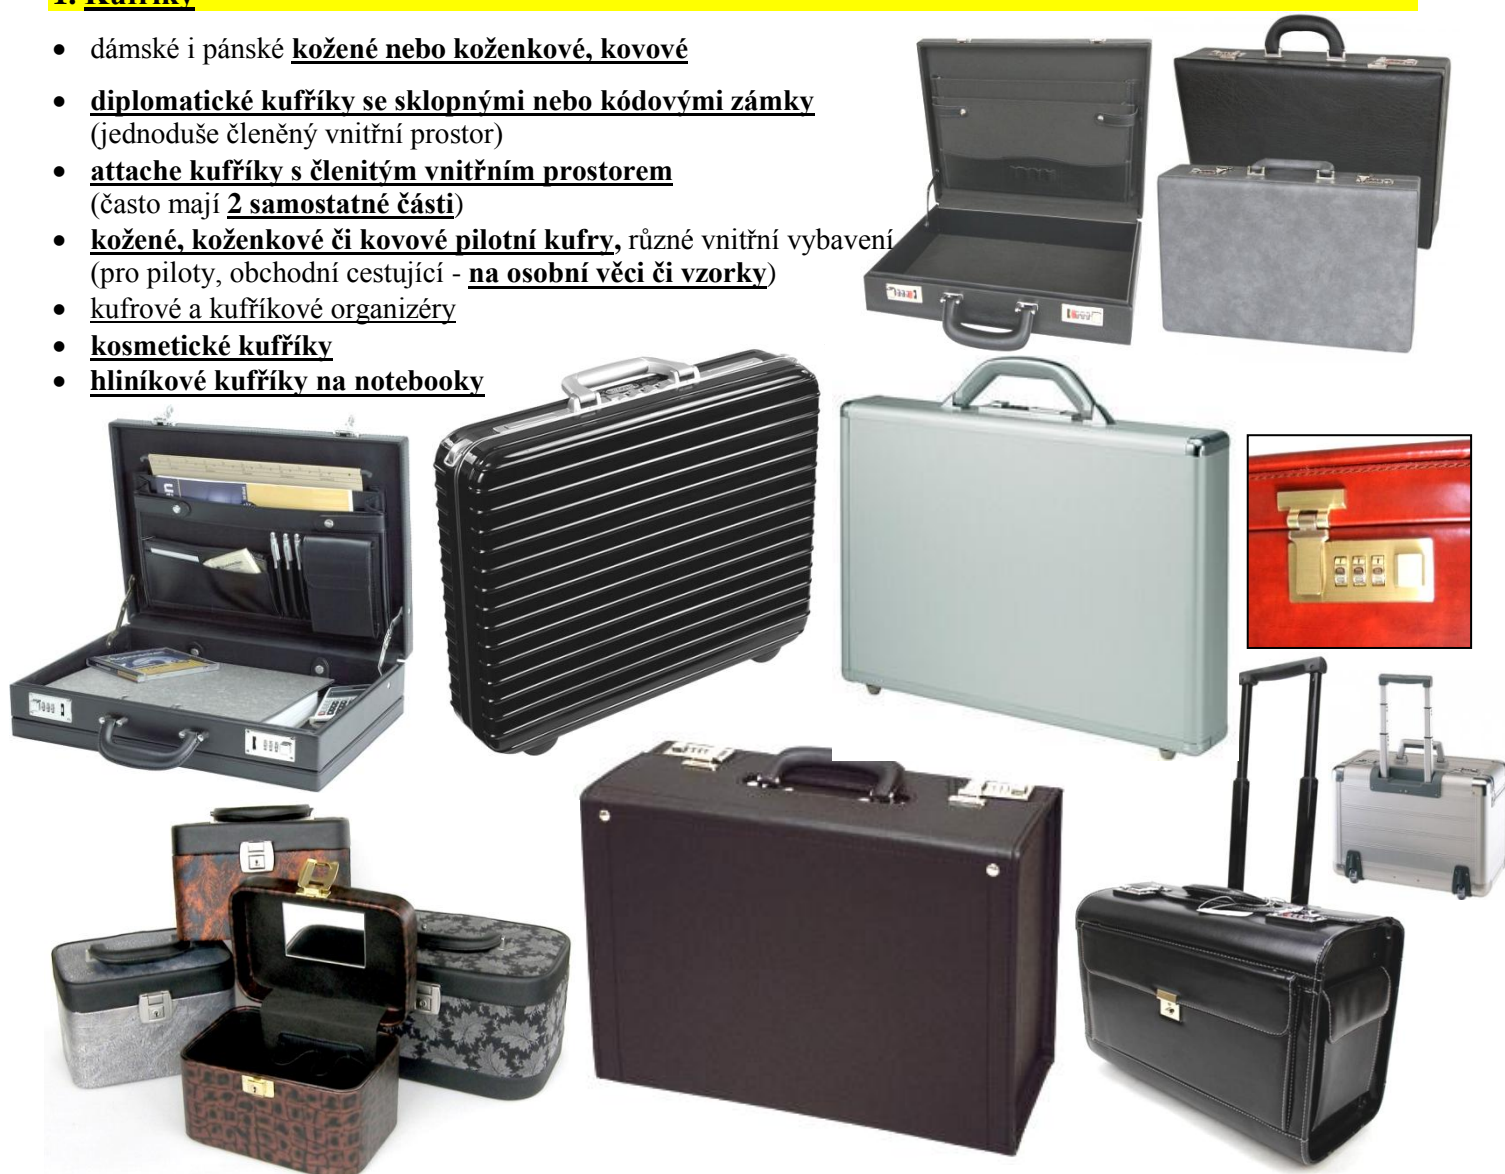 1. Kufříky
• dámské i pánské kožené nebo koženkové, kovové
• diplomatické kufříky se sklopnými nebo kódovými zámky
(jednoduše členěný vnitřní prostor)
• attache kufříky s členitým vnitřním prostorem
(často mají 2 samostatné části)
• kožené, koženkové či kovové pilotní kufry, různé vnitřní vybavení
(pro piloty, obchodní cestující - na osobní věci či vzorky)
• kufrové a kufříkové organizéry
• kosmetické kufříky
• hliníkové kufříky na notebooky